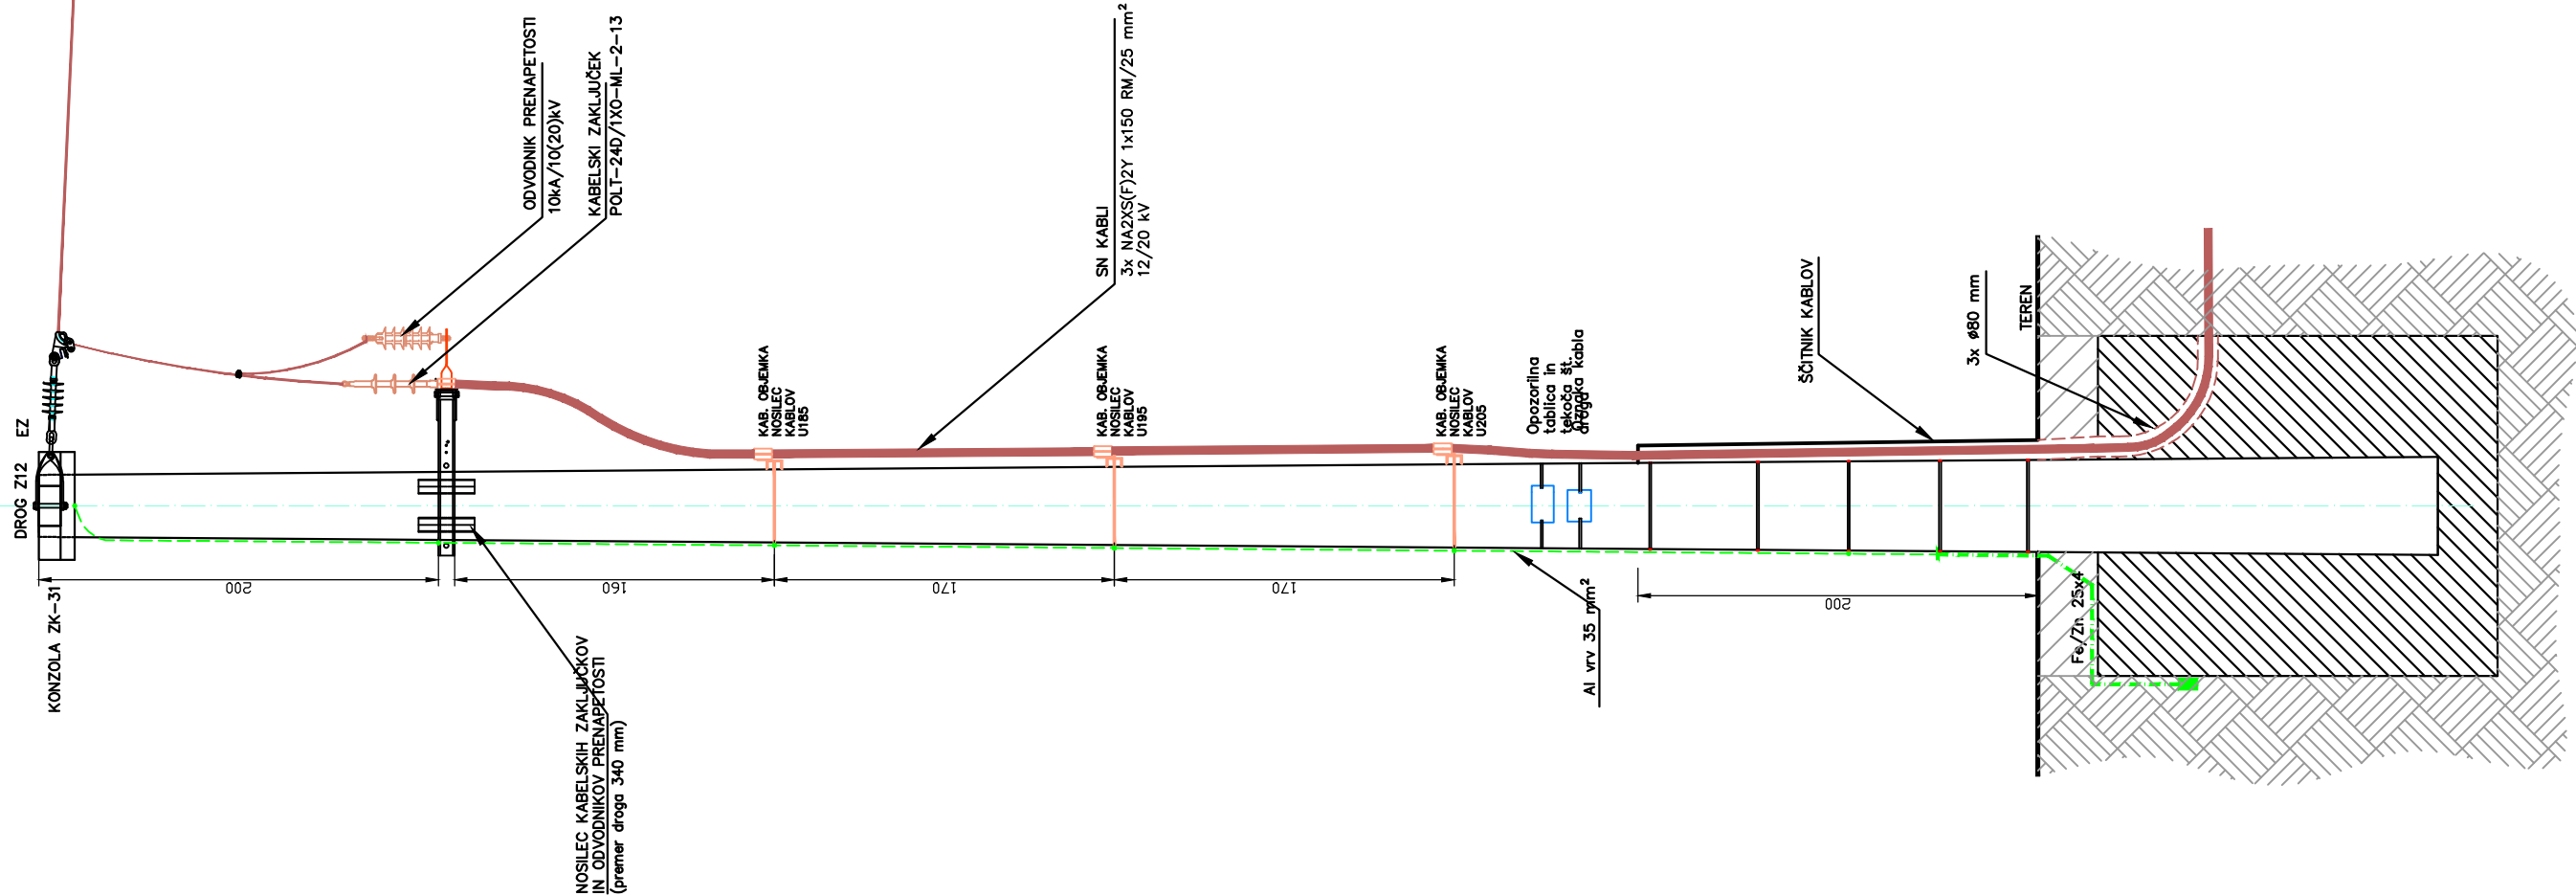 DROG Z12
EZ
KONZOLA ZK-31
ODVODNIK PRENAPETOSTI
10kA/10(20)kV
KABELSKI ZAKLJUČEK
POLT-24D/1XO-ML-2-13
200
160
170
170
200
NOSILEC KABELSKIH ZAKLJUČKOV
IN ODVODNIKOV PRENAPETOSTI
(premer droga 340 mm)
SN KABLI
3x NA2XS(F)2Y 1x150 RM/25 mm²
12/20 kV
KAB. OBJEMKA
NOSILEC
KABLOV
U185
KAB. OBJEMKA
NOSILEC
KABLOV
U195
KAB. OBJEMKA
NOSILEC
KABLOV
U205
Opozorilna
tablica in
tekoča št.
droga
Oznaka kabla
Al vrv 35 mm²
ŠČITNIK KABLOV
3x ø80 mm
TEREN
Fe/Zn 25x4